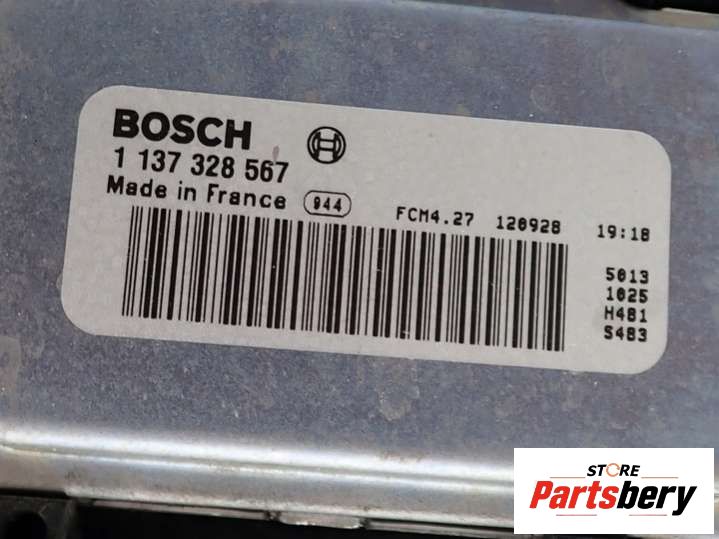 BOSCH
1 137 328 567
Made in France 944 FCM4.27 120928 19:18
5013
1025
H481
S483
STORE
Partsbery